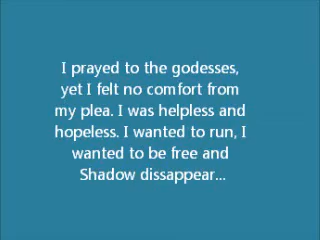 I prayed to the godesses,
yet I felt no comfort from
my plea. I was helpless and
hopeless. I wanted to run, I
wanted to be free and
Shadow dissappear...